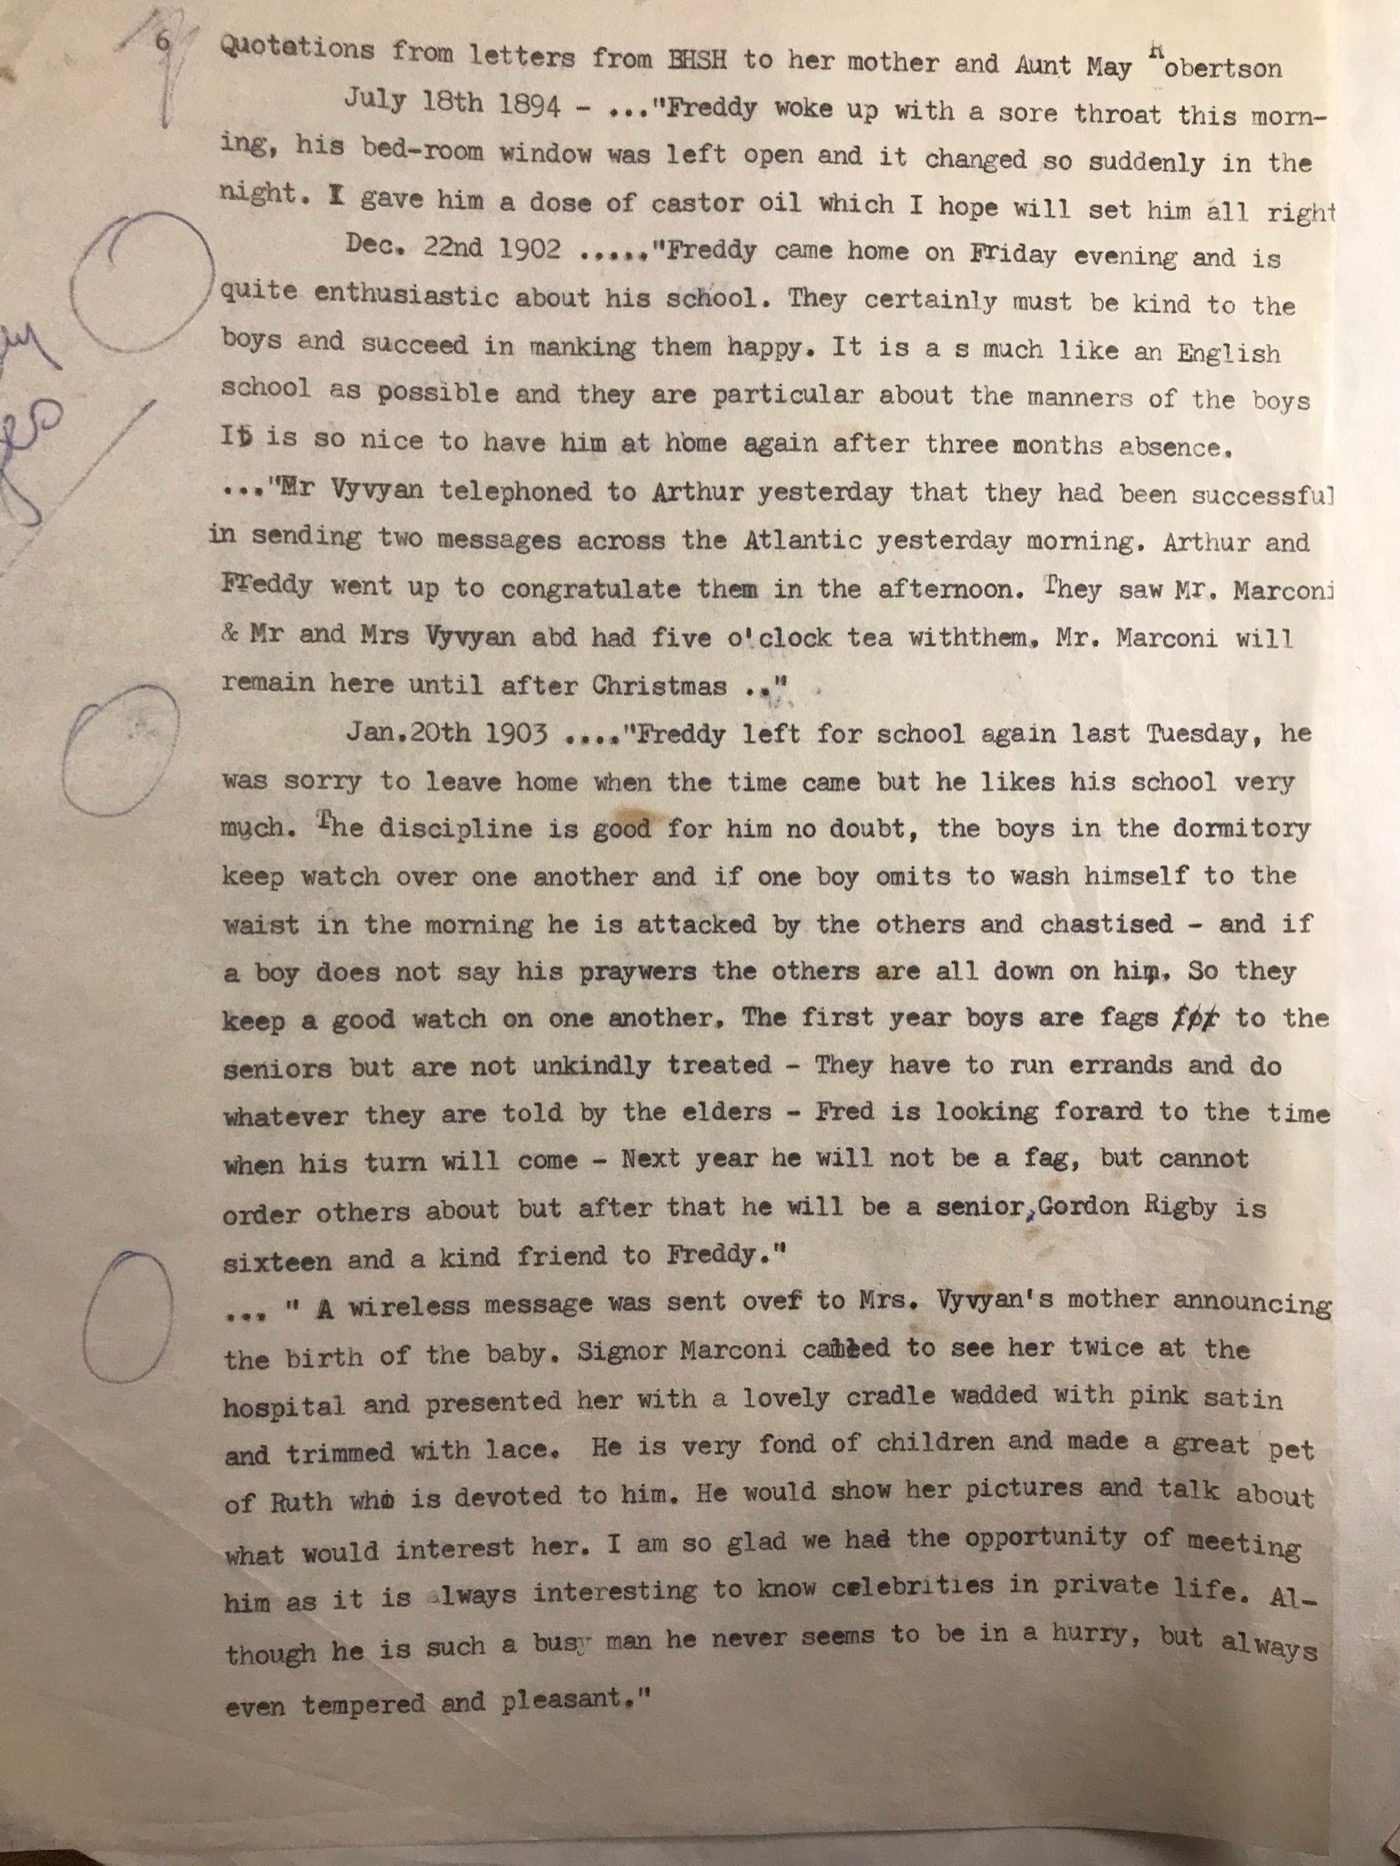 6 Quotations from letters from BHSH to her mother and Aunt May Robertson
July 18th 1894 - ..."Freddy woke up with a sore throat this morn-
ing, his bed-room window was left open and it changed so suddenly in the
night. I gave him a dose of castor oil which I hope will set him all right
Dec. 22nd 1902 ....."Freddy came home on Friday evening and is
quite enthusiastic about his school. They certainly must be kind to the
boys and succeed in manking them happy. It is a s much like an English
school as possible and they are particular about the manners of the boys
It is so nice to have him at home again after three months absence.
..."Mr Vyvyan telephoned to Arthur yesterday that they had been successful
in sending two messages across the Atlantic yesterday morning. Arthur and
Freddy went up to congratulate them in the afternoon. They saw Mr. Marconi
& Mr and Mrs Vyvyan abd had five o'clock tea withthem. Mr. Marconi will
remain here until after Christmas .."
Jan.20th 1903 ...."Freddy left for school again last Tuesday, he
was sorry to leave home when the time came but he likes his school very
much. The discipline is good for him no doubt, the boys in the dormitory
keep watch over one another and if one boy omits to wash himself to the
waist in the morning he is attacked by the others and chastised - and if
a boy does not say his praywers the others are all down on him. So they
keep a good watch on one another. The first year boys are fags for to the
seniors but are not unkindly treated - They have to run errands and do
whatever they are told by the elders - Fred is looking forard to the time
when his turn will come - Next year he will not be a fag, but cannot
order others about but after that he will be a senior, Gordon Rigby is
sixteen and a kind friend to Freddy."
... " A wireless message was sent over to Mrs. Vyvyan's mother announcing
the birth of the baby. Signor Marconi called to see her twice at the
hospital and presented her with a lovely cradle wadded with pink satin
and trimmed with lace. He is very fond of children and made a great pet
of Ruth who is devoted to him. He would show her pictures and talk about
what would interest her. I am so glad we had the opportunity of meeting
him as it is always interesting to know celebrities in private life. Al-
though he is such a busy man he never seems to be in a hurry, but always
even tempered and pleasant."